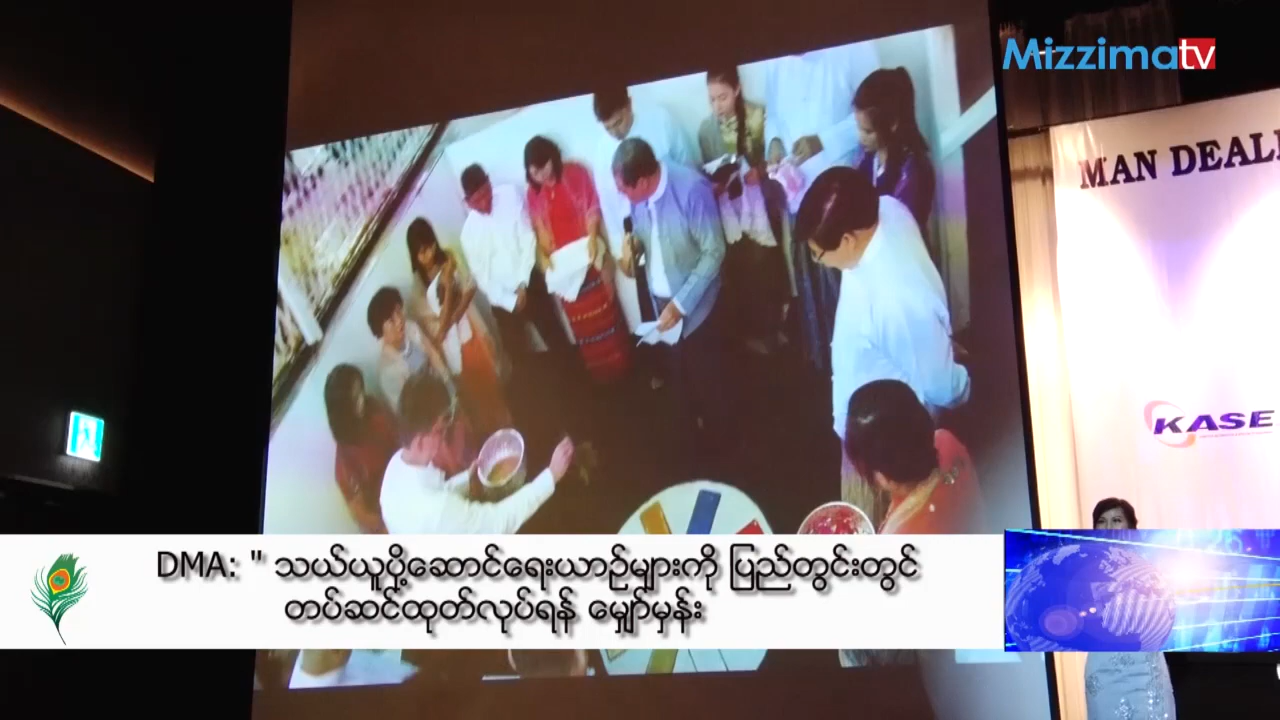 Mizzimatv
MAN DEAL
KASE
DMA: " သယ်ယူပို့ဆောင်ရေးယာဉ်များကို ပြည်တွင်းတွင်
တပ်ဆင်ထုတ်လုပ်ရန် မျှော်မှန်း